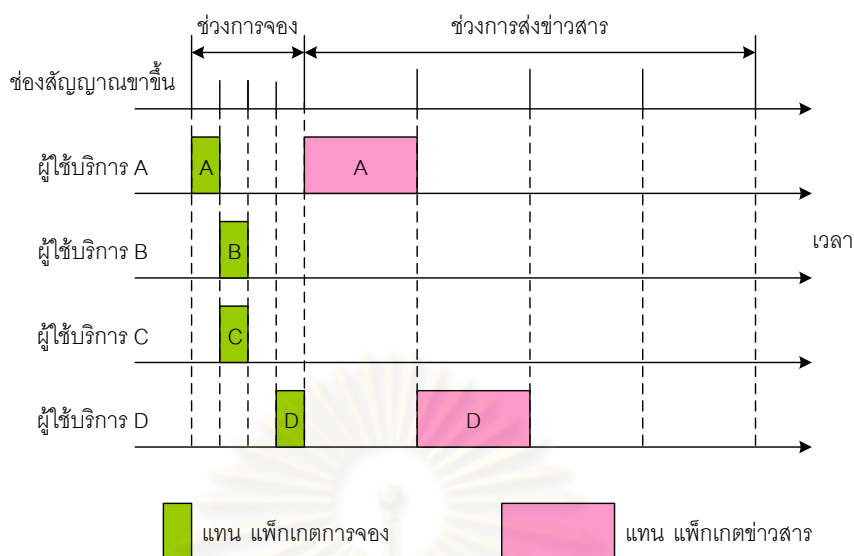 ช่วงการจอง ช่วงการส่งข่าวสาร
ช่องสัญญาณขาขึ้น
ผู้ใช้บริการ A A A
เวลา
ผู้ใช้บริการ B B
ผู้ใช้บริการ C C
ผู้ใช้บริการ D D D
แทน แพ็กเกตการจอง แทน แพ็กเกตข่าวสาร